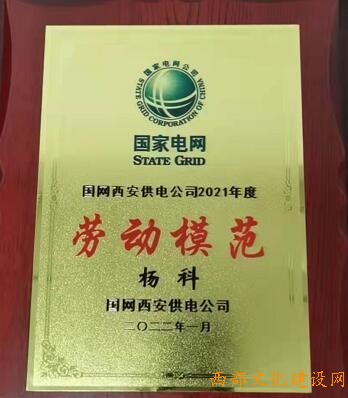 国家电网公司
STATE GRID CORPORATION OF CHINA
国家电网
STATE GRID
国网西安供电公司2021年度
劳动模范
杨科
国网西安供电公司
二〇二二年一月
西部文化建设网